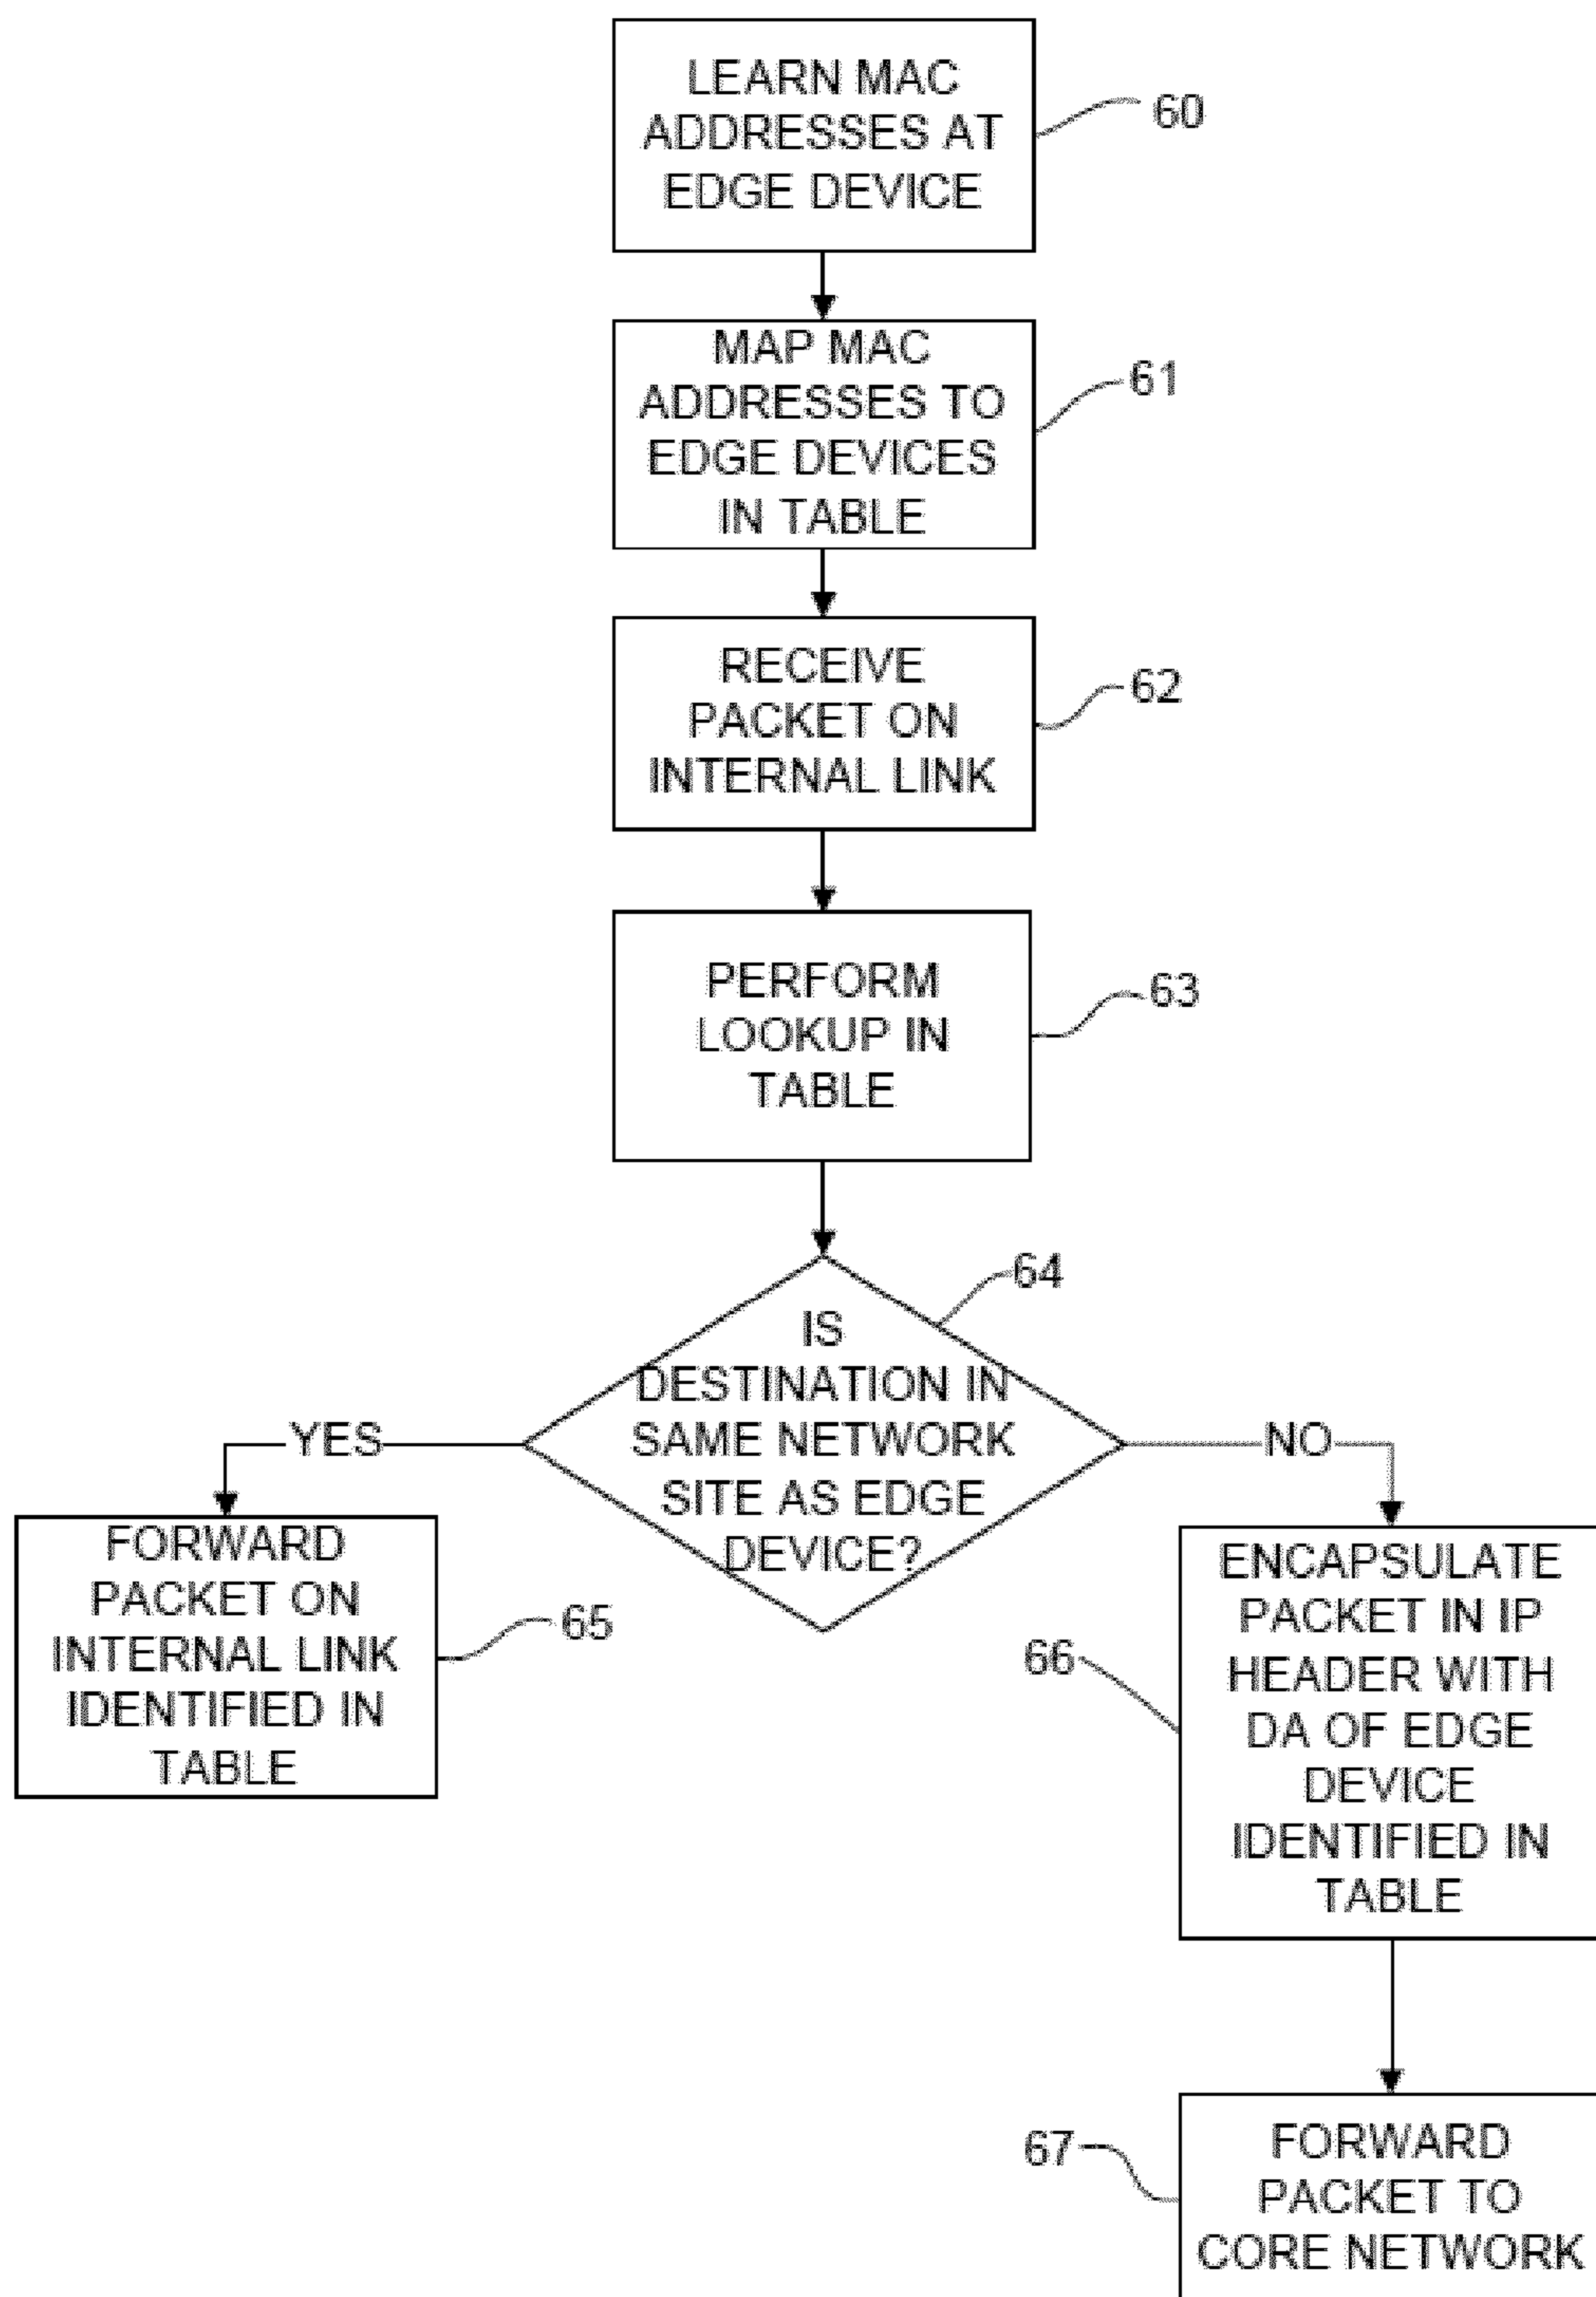 LEARN MAC
ADDRESSES AT
EDGE DEVICE
60
MAP MAC
ADDRESSES TO
EDGE DEVICES
IN TABLE
61
RECEIVE
PACKET ON
INTERNAL LINK
62
PERFORM
LOOKUP IN
TABLE
63
64
IS
DESTINATION IN
SAME NETWORK
SITE AS EDGE
DEVICE?
YES
NO
FORWARD
PACKET ON
INTERNAL LINK
IDENTIFIED IN
TABLE
65
66
ENCAPSULATE
PACKET IN IP
HEADER WITH
DA OF EDGE
DEVICE
IDENTIFIED IN
TABLE
67
FORWARD
PACKET TO
CORE NETWORK